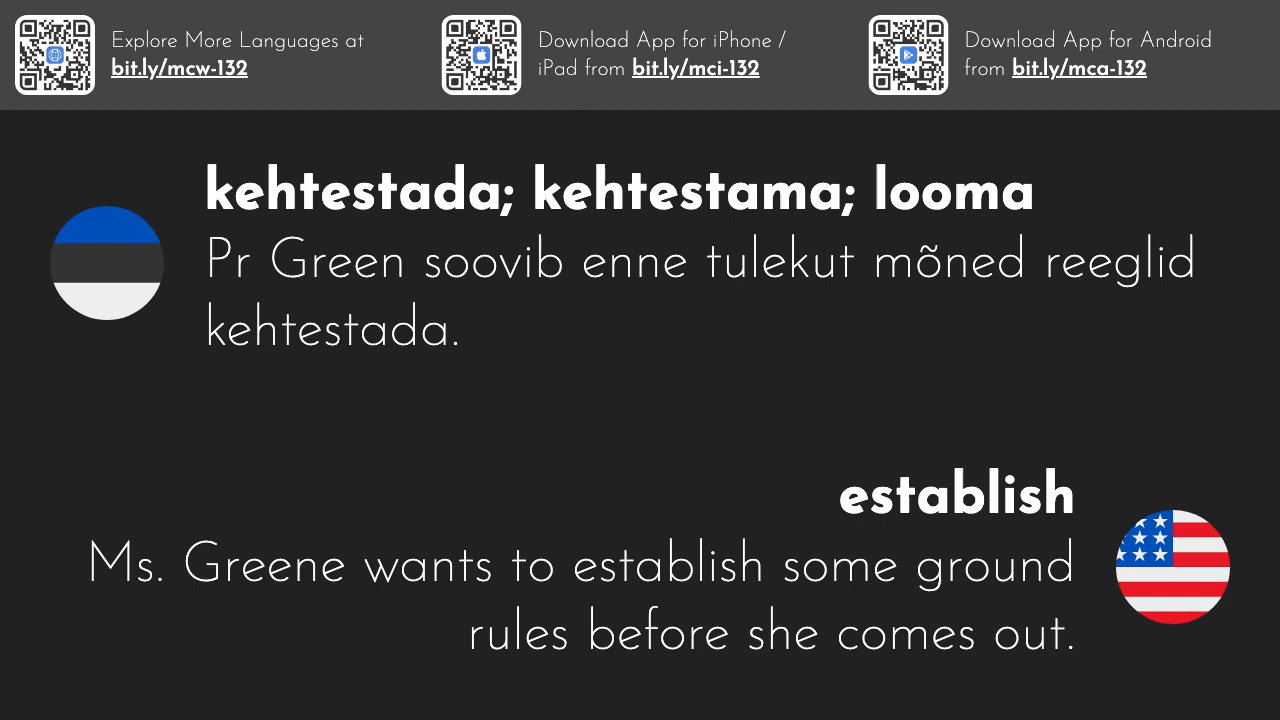 Explore More Languages at
bit.ly/mcw-132
Download App for iPhone /
iPad from bit.ly/mci-132
Download App for Android
from bit.ly/mca-132
kehtestada; kehtestama; looma
Pr Green soovib enne tulekut mõned reeglid
kehtestada.
establish
Ms. Greene wants to establish some ground
rules before she comes out.